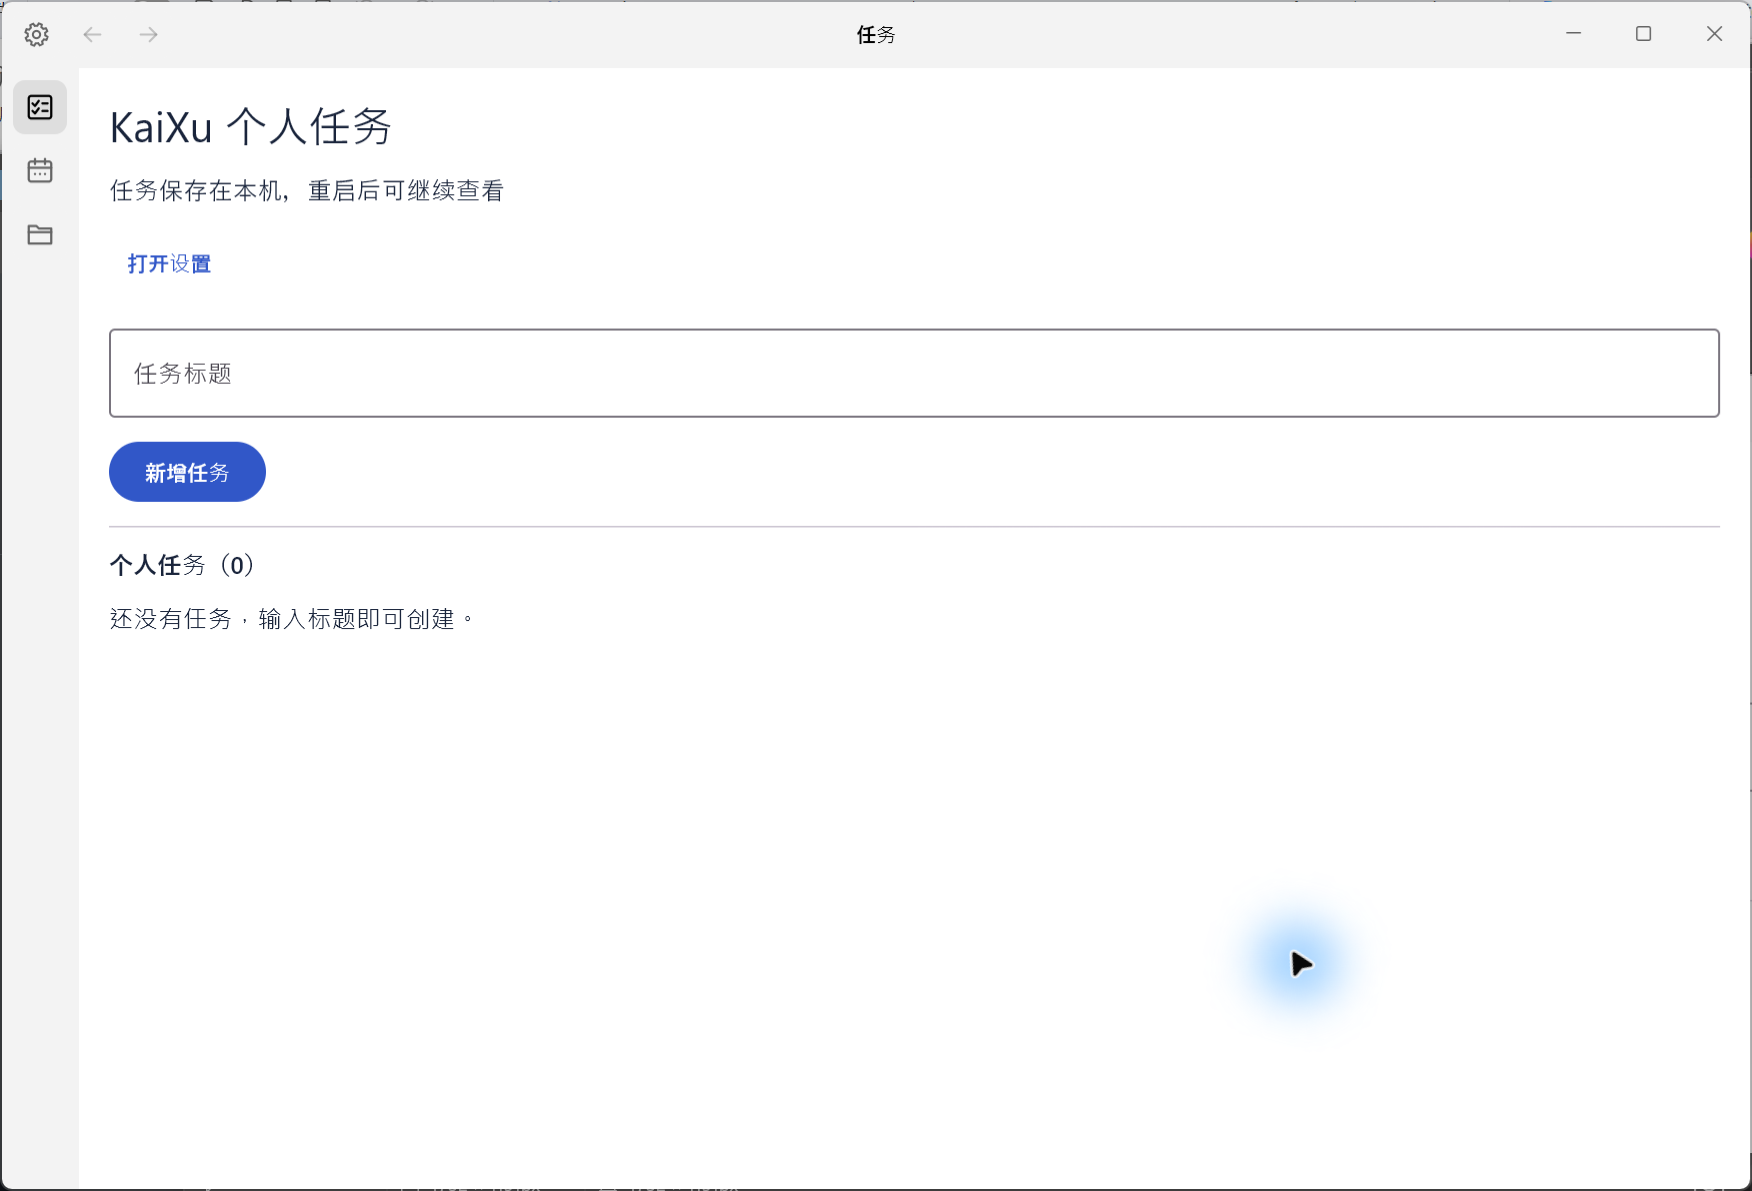 任务
KaiXu 个人任务
任务保存在本机，重启后可继续查看
打开设置
任务标题
新增任务
个人任务（0）
还没有任务，输入标题即可创建。